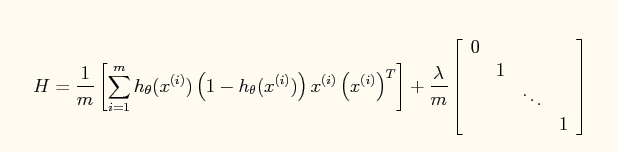 $H = \frac{1}{m} \left[ \sum_{i=1}^{m} h_\theta(x^{(i)}) \left( 1 - h_\theta(x^{(i)}) \right) x^{(i)} \left( x^{(i)} \right)^T \right] + \frac{\lambda}{m} \begin{bmatrix} 0 & & & \\ & 1 & & \\ & & \ddots & \\ & & & 1 \end{bmatrix}$